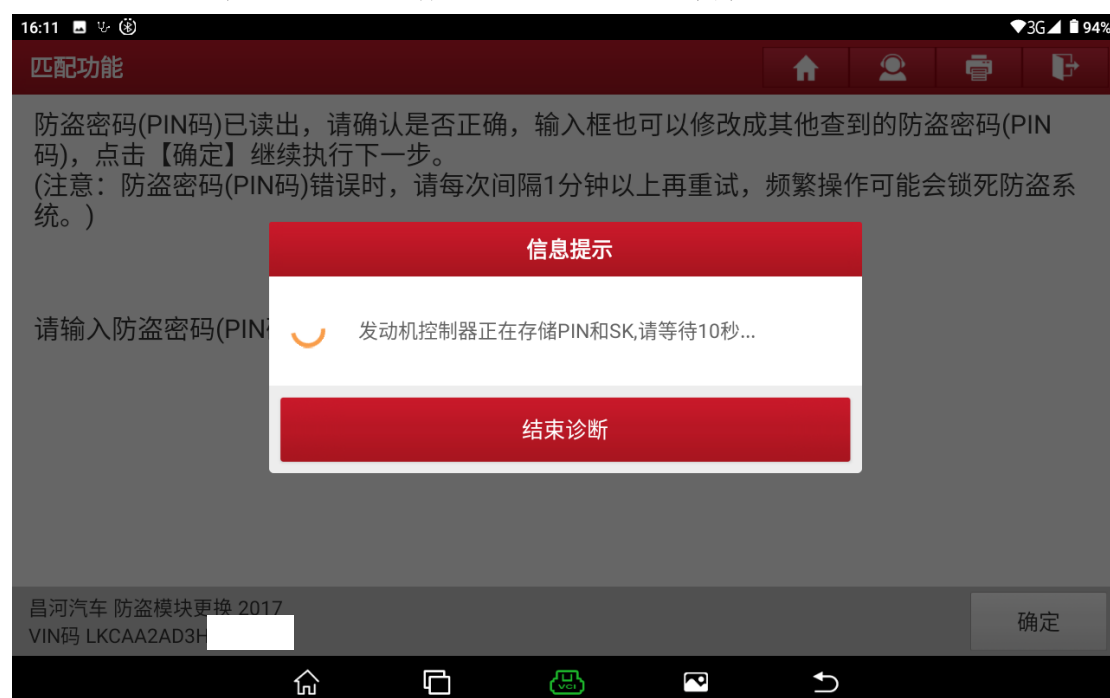 16:11
3G 94%
匹配功能
防盗密码(PIN码)已读出，请确认是否正确，输入框也可以修改成其他查到的防盗密码(PIN
码)，点击【确定】继续执行下一步。
(注意：防盗密码(PIN码)错误时，请每次间隔1分钟以上再重试，频繁操作可能会锁死防盗系
统。)
信息提示
请输入防盗密码(PIN
发动机控制器正在存储PIN和SK,请等待10秒...
结束诊断
昌河汽车 防盗模块更换 2017
VIN码 LKCAA2AD3H
确定
VCI